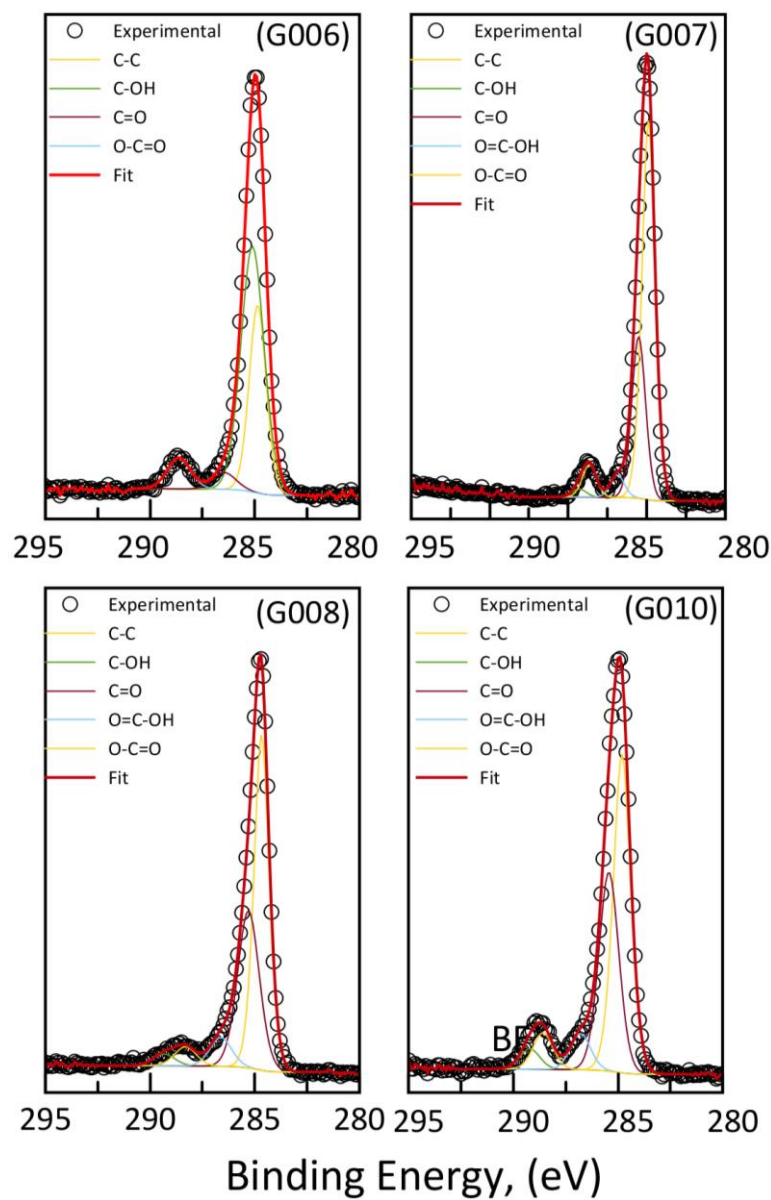 (G006)
Experimental
C-C
C-OH
C=O
O-C=O
Fit
295 290 285 280
(G007)
Experimental
C-C
C-OH
C=O
O=C-OH
O-C=O
Fit
295 290 285 280
(G008)
Experimental
C-C
C-OH
C=O
O=C-OH
O-C=O
Fit
295 290 285 280
(G010)
Experimental
C-C
C-OH
C=O
O=C-OH
O-C=O
Fit
295 290 285 280
Binding Energy, (eV)